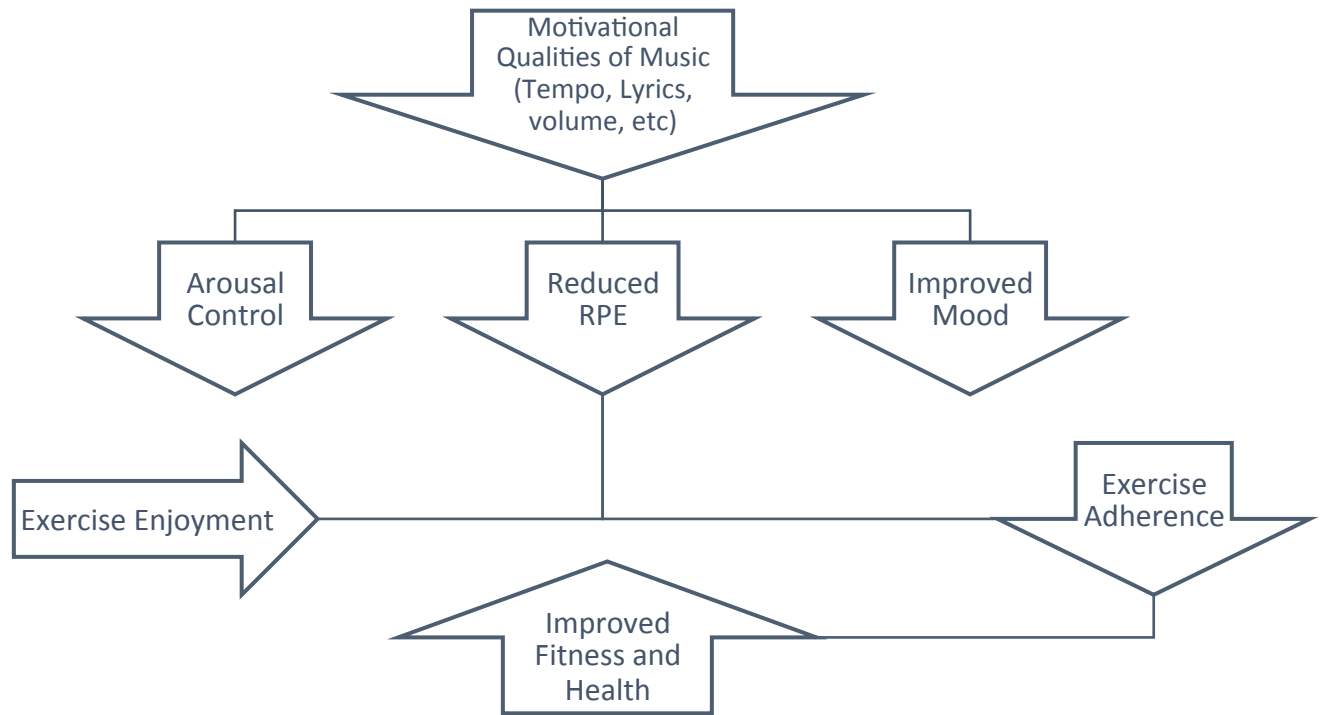 Motivational
Qualities of Music
(Tempo, Lyrics,
volume, etc)
Arousal
Control
Reduced
RPE
Improved
Mood
Exercise Enjoyment
Exercise
Adherence
Improved
Fitness and
Health